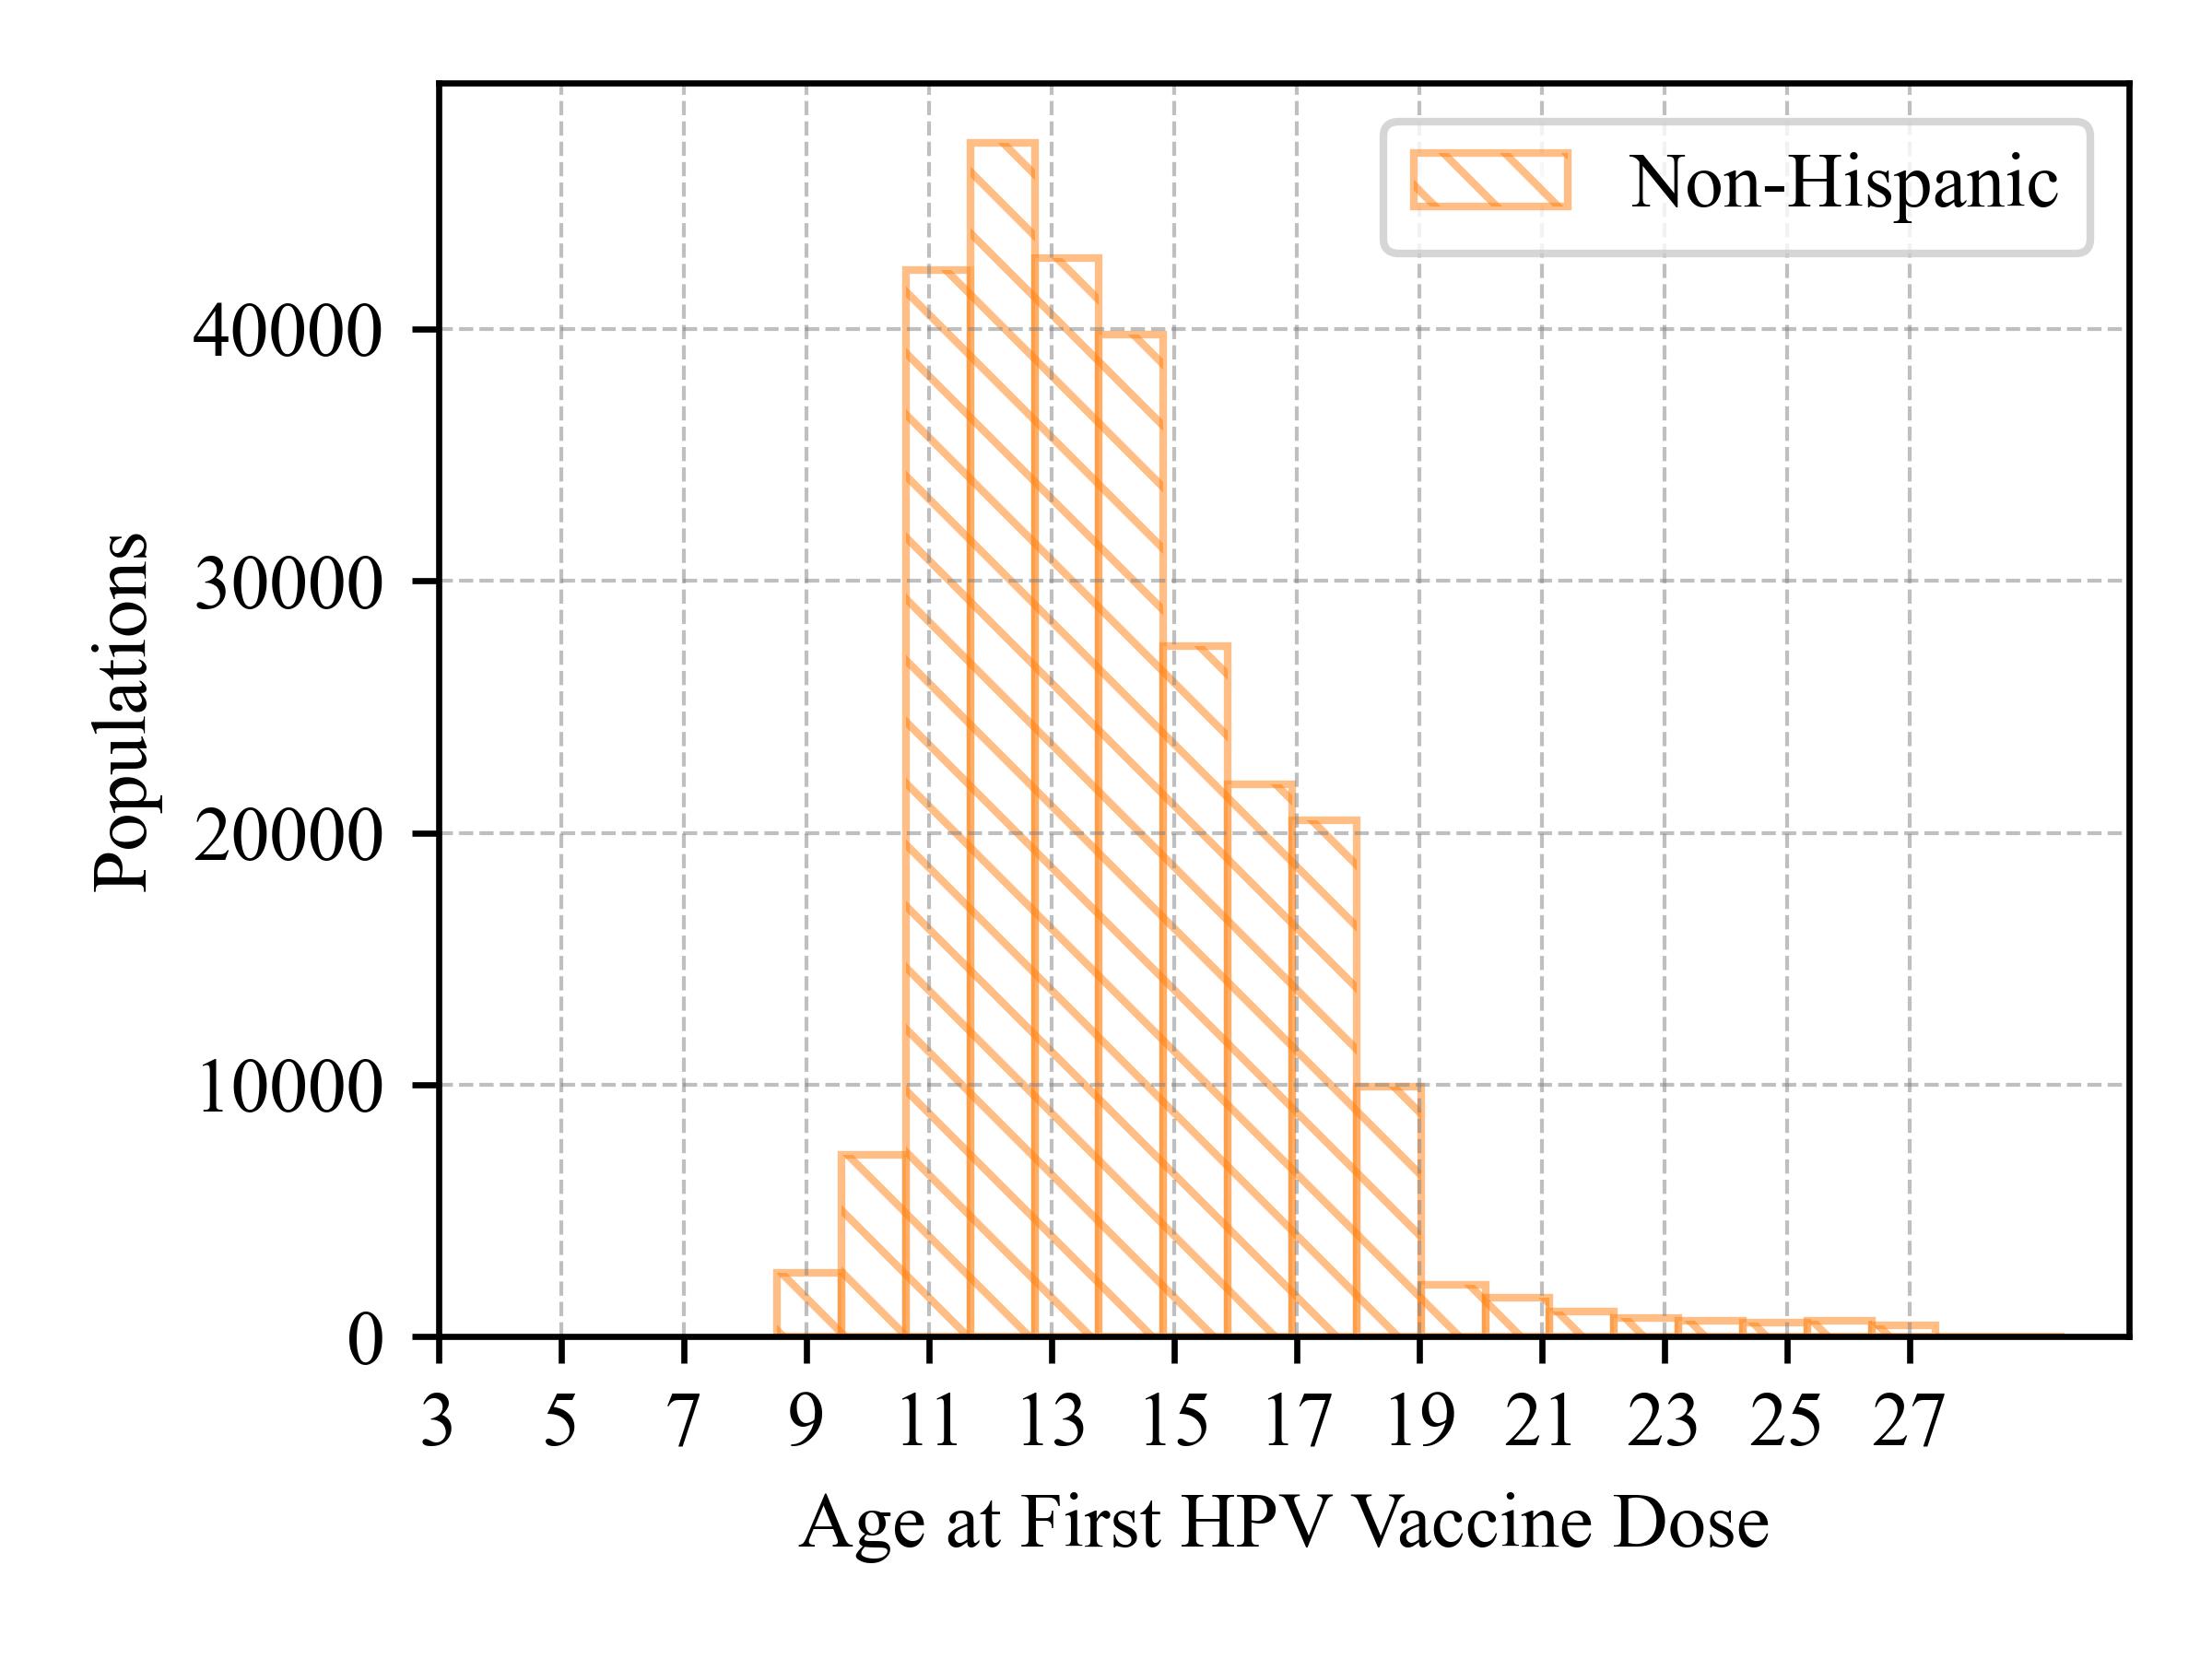 Non-Hispanic
Populations
40000
30000
20000
10000
0
3 5 7 9 11 13 15 17 19 21 23 25 27
Age at First HPV Vaccine Dose